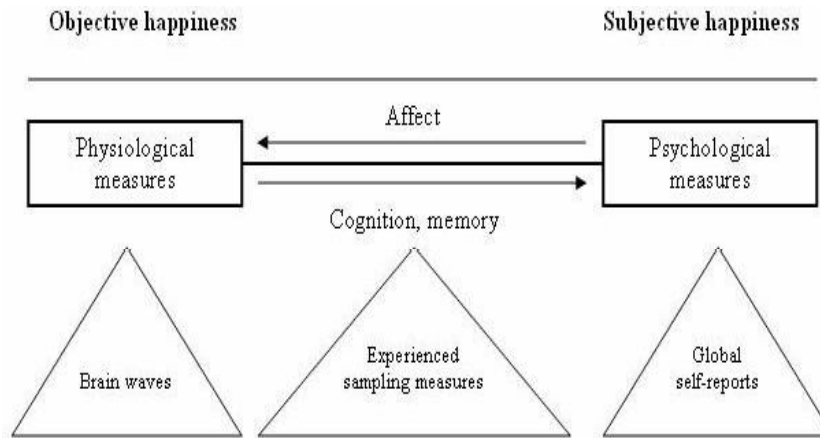 Objective happiness
Subjective happiness
Affect
Physiological
measures
Psychological
measures
Cognition, memory
Brain waves
Experienced
sampling measures
Global
self-reports